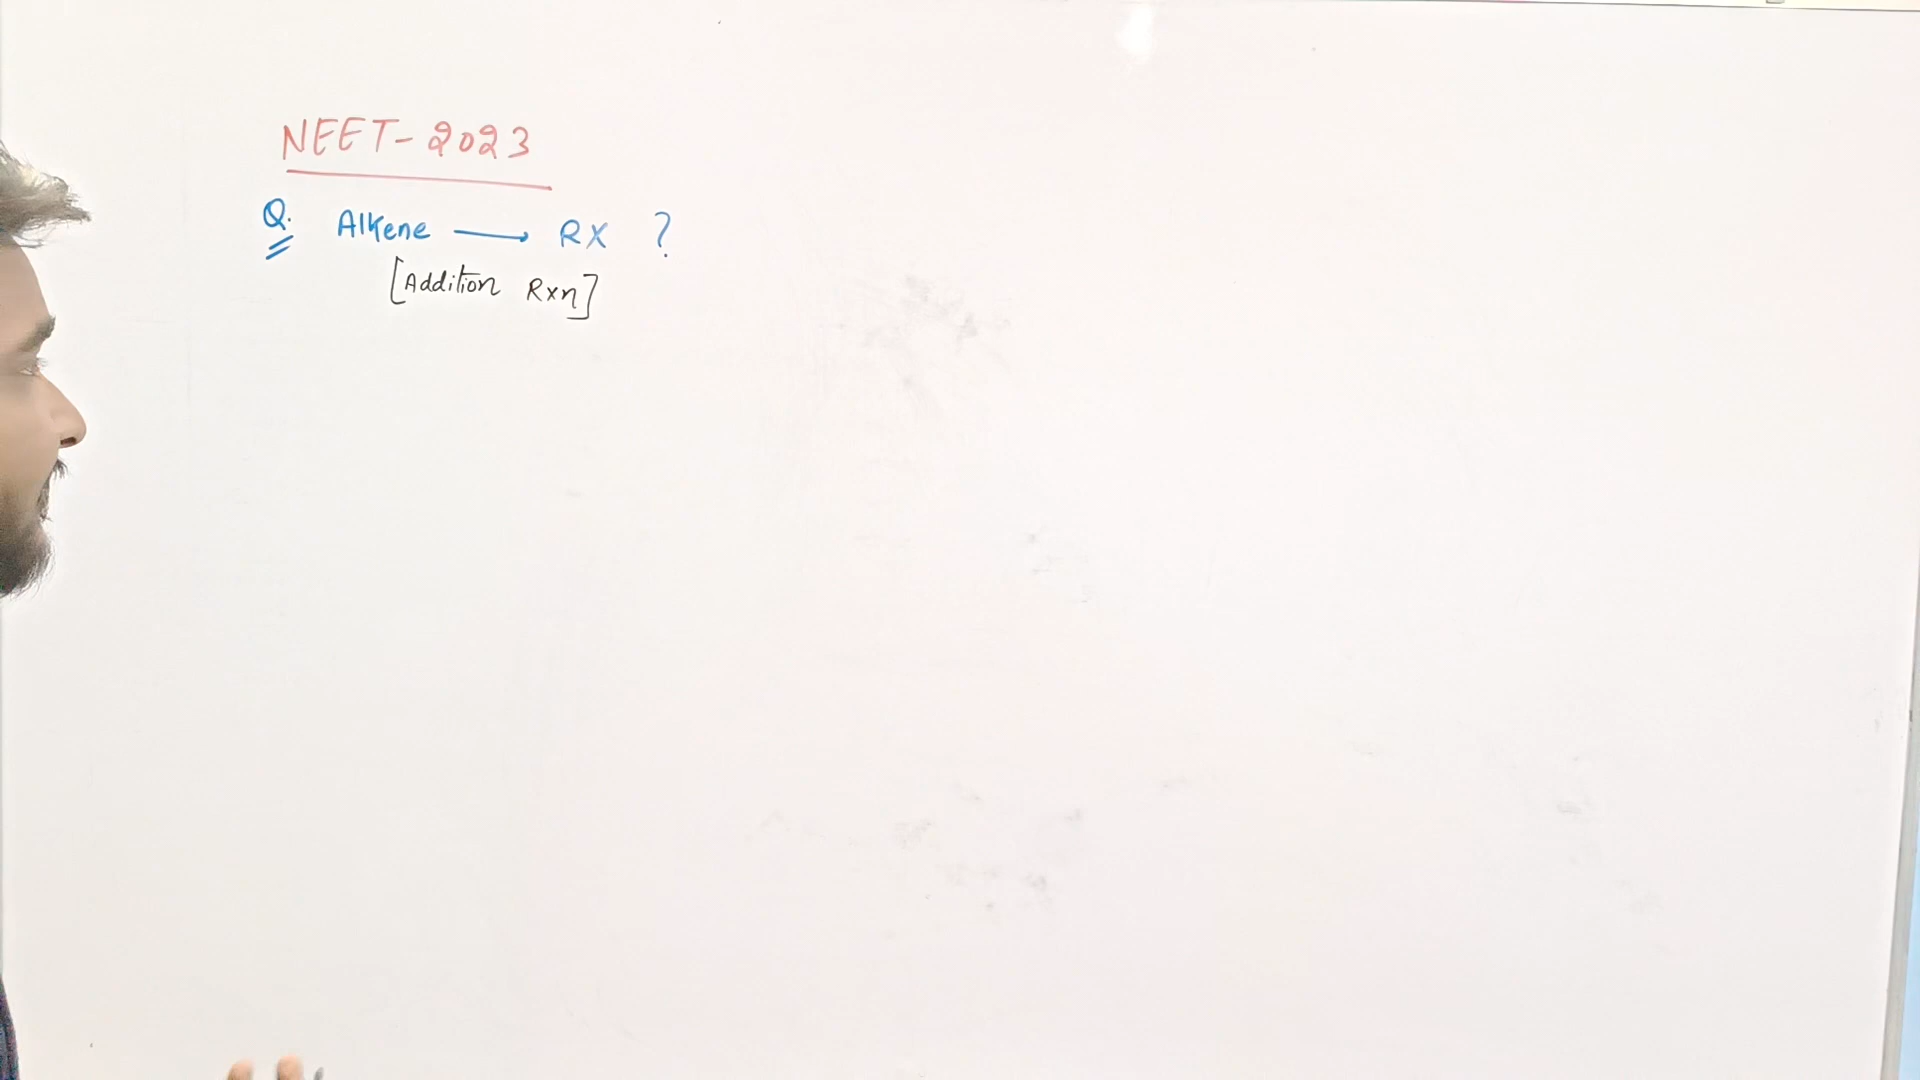 NEET-2023
Q. Alkene ⟶ RX ?
[Addition Rxn]